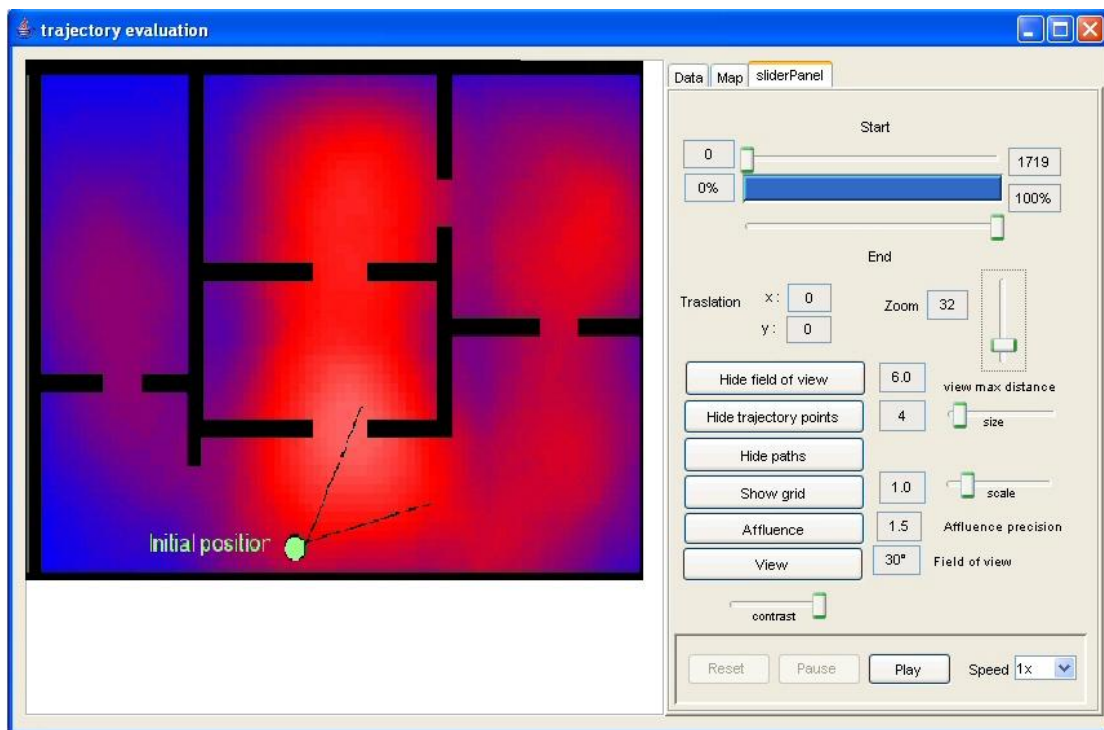 trajectory evaluation
Data Map sliderPanel
Start
0
1719
0%
100%
End
Traslation x: 0
y: 0
Zoom 32
Hide field of view 6.0 view max distance
Hide trajectory points 4 size
Hide paths
Show grid 1.0 scale
Affluence 1.5 Affluence precision
View 30° Field of view
contrast
Reset Pause Play Speed 1x
Initial position